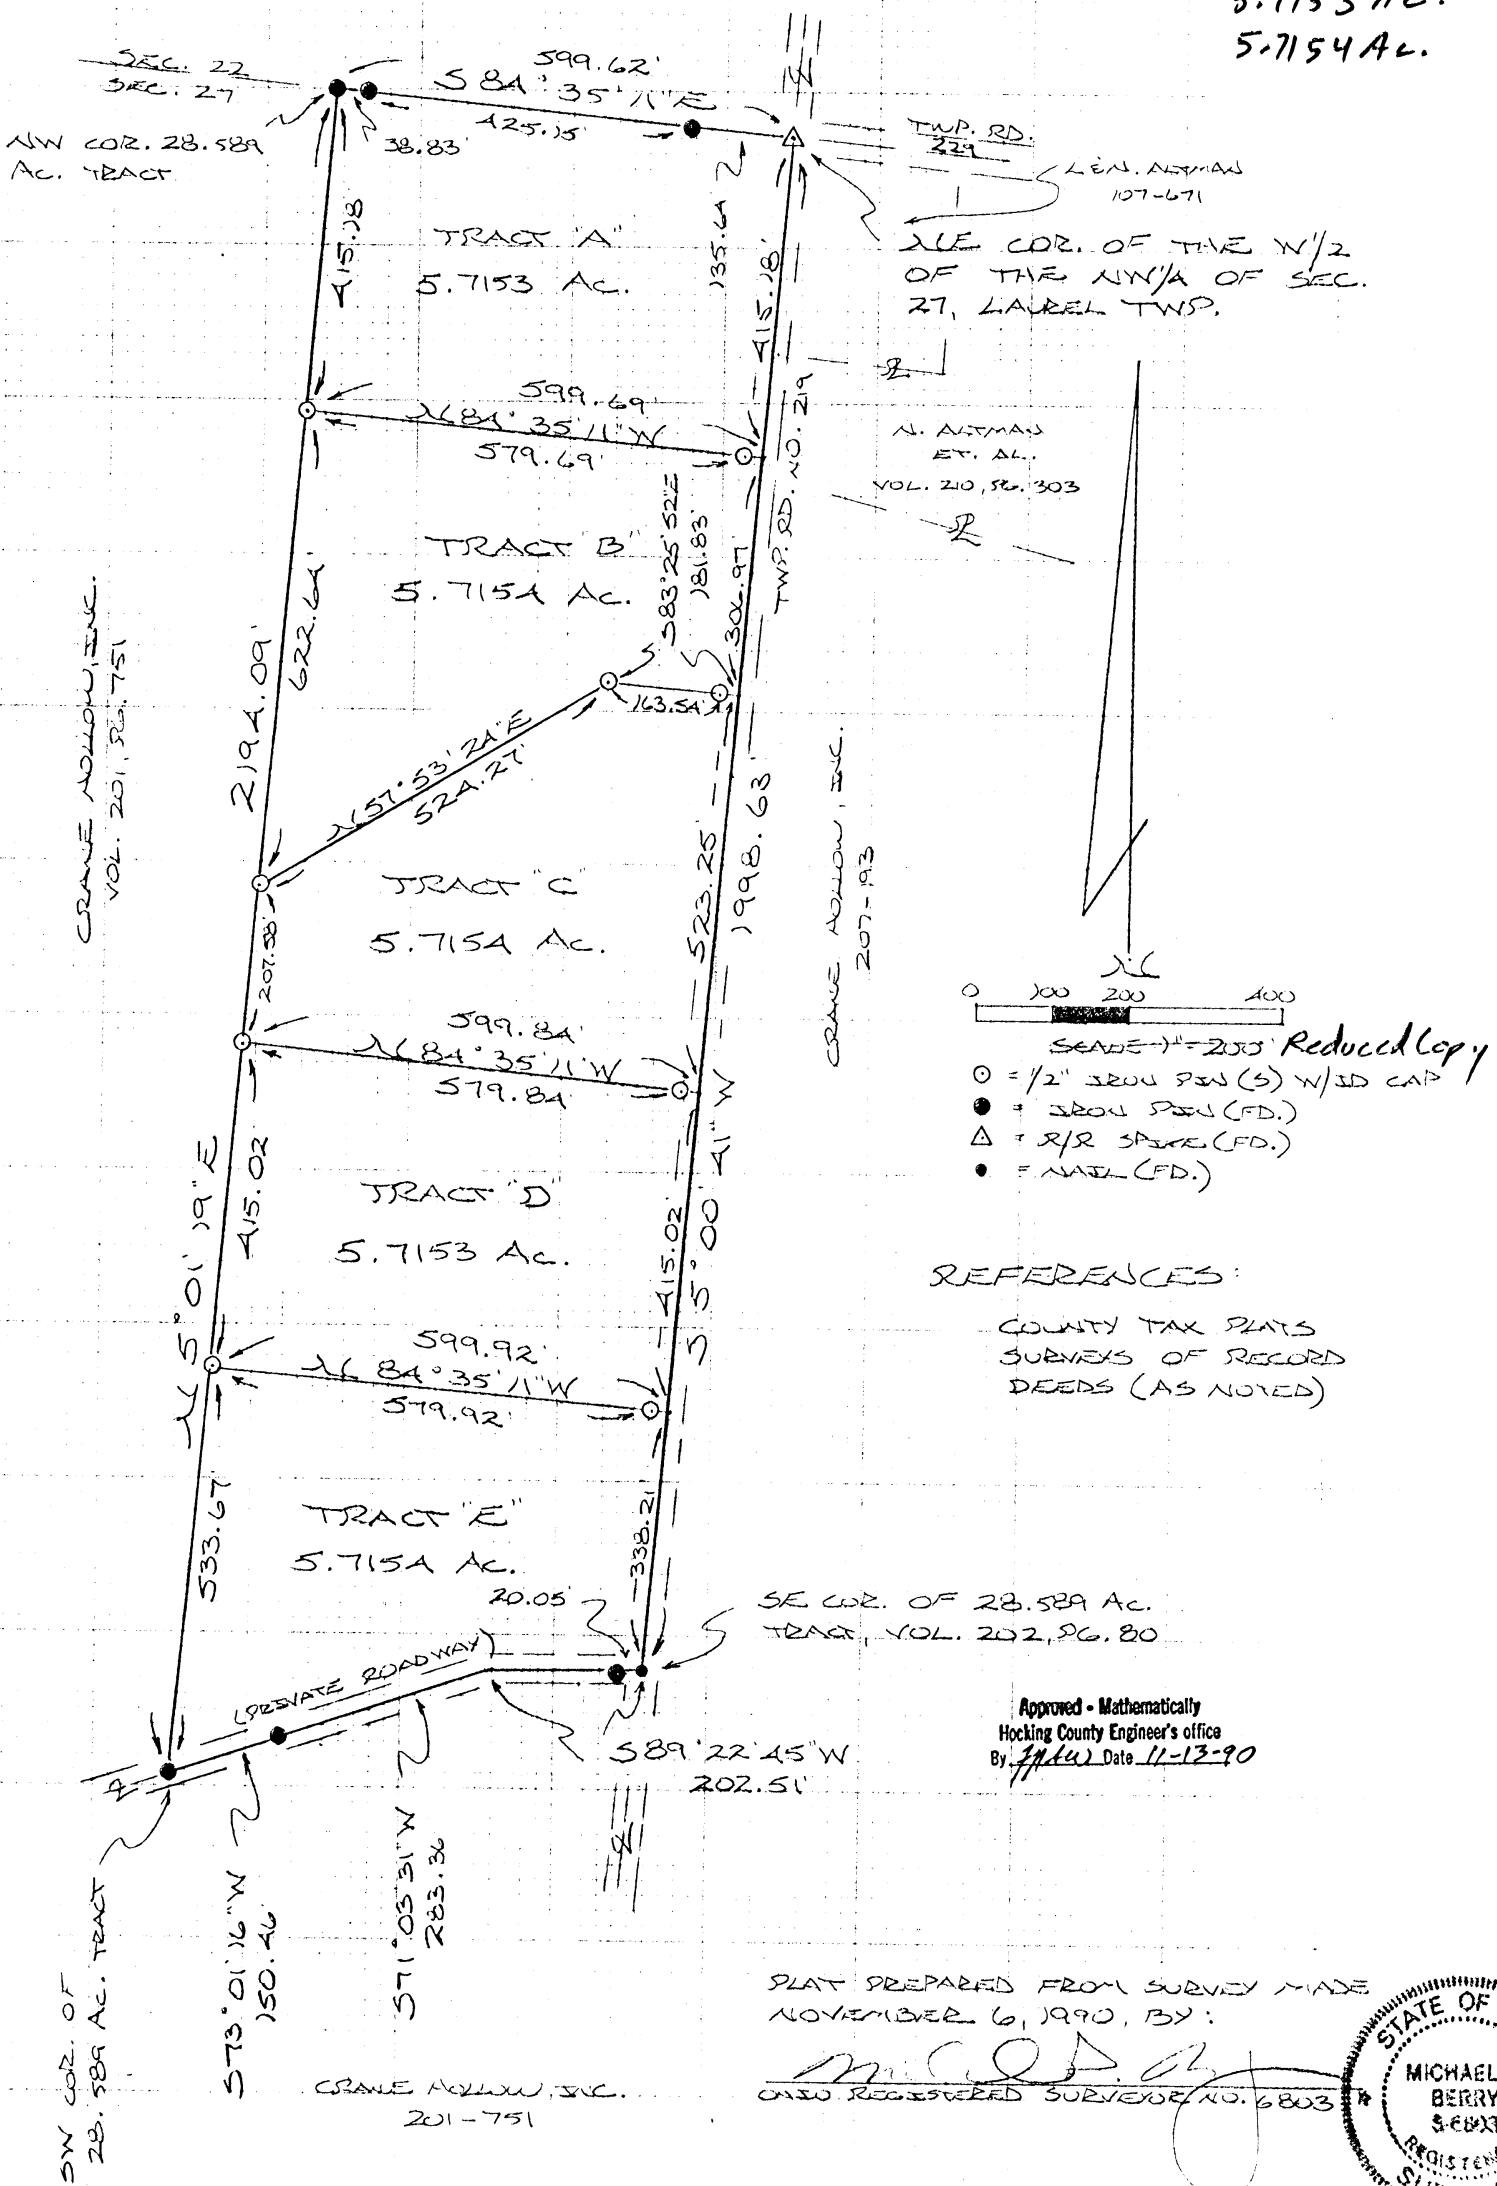 5.7153 Ac.
5.7154 Ac.
SEC. 22
SEC. 27
599.62'
S 84° 35' 11" E
425.15'
38.83'
NW COR. 28.589
AC. TRACT
TWP. RD.
229
LEN. ALTMAN
107-671
415.18'
TRACT "A"
5.7153 AC.
135.64
415.18'
NE COR. OF THE W 1/2
OF THE NW 1/4 OF SEC.
27, LAUREL TWP.
599.69'
N 84° 35' 11" W
579.69'
N. ALTMAN
ET. AL.
VOL. 210, PG. 303
TWP. RD. NO. 219
TRACT "B"
5.7154 AC.
S83°25'52"E
181.83'
306.97
622.64'
2194.09'
CRANE HOLLOW, INC.
VOL. 201, PG. 751
163.54'
N 57° 53' 24" E
524.27'
TRACT "C"
5.7154 AC.
207.58'
523.25'
1998.63'
CRANE HOLLOW, INC.
207-193
N
0 100 200 400
SCALE 1" = 200' Reduced Copy
⊙ = 1/2" IRON PIN (S) W/ID CAP
● = IRON PIN (FD.)
△ = R/R SPIKE (FD.)
• = NAIL (FD.)
599.84'
N 84° 35' 11" W
579.84'
N 5° 01' 19" E
415.02
TRACT "D"
5.7153 AC.
415.02'
S 5° 00' 41" W
REFERENCES:
COUNTY TAX PLATS
SURVEYS OF RECORD
DEEDS (AS NOTED)
599.92'
N 84° 35' 11" W
579.92'
533.67'
TRACT "E"
5.7154 AC.
338.21
20.05'
SE COR. OF 28.589 AC.
TRACT, VOL. 202, PG. 80
(PRIVATE ROADWAY)
S89°22'45"W
202.51'
Approved - Mathematically
Hocking County Engineer's office
By Date 11-13-90
SW COR. OF
28.589 AC. TRACT
S73°01'16"W
150.46'
S71°03'31"W
283.36
CRANE HOLLOW, INC.
201-751
PLAT PREPARED FROM SURVEY MADE
NOVEMBER 6, 1990, BY:
OHIO REGISTERED SURVEYOR NO. 6803
STATE OF
MICHAEL
BERRY
S-6803